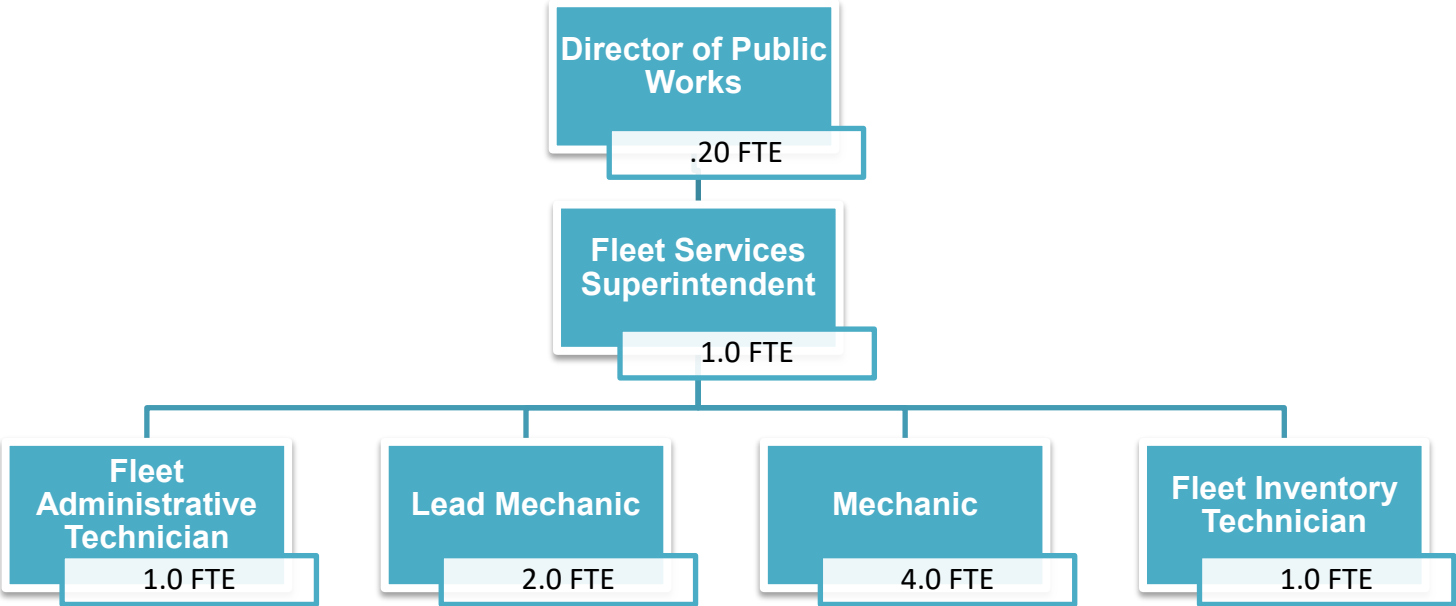 Director of Public
Works
.20 FTE
Fleet Services
Superintendent
1.0 FTE
Fleet
Administrative
Technician
1.0 FTE
Lead Mechanic
2.0 FTE
Mechanic
4.0 FTE
Fleet Inventory
Technician
1.0 FTE